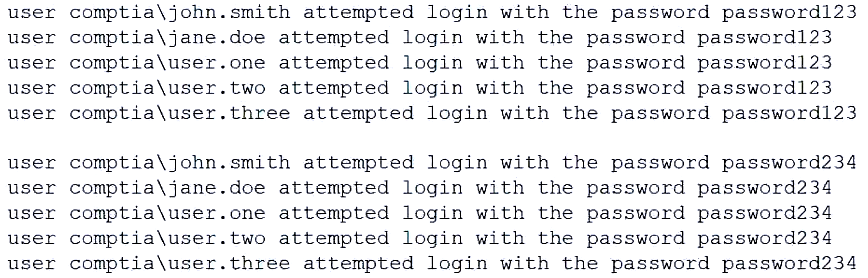 user comptia\john.smith attempted login with the password password123
user comptia\jane.doe attempted login with the password password123
user comptia\user.one attempted login with the password password123
user comptia\user.two attempted login with the password password123
user comptia\user.three attempted login with the password password123
user comptia\john.smith attempted login with the password password234
user comptia\jane.doe attempted login with the password password234
user comptia\user.one attempted login with the password password234
user comptia\user.two attempted login with the password password234
user comptia\user.three attempted login with the password password234